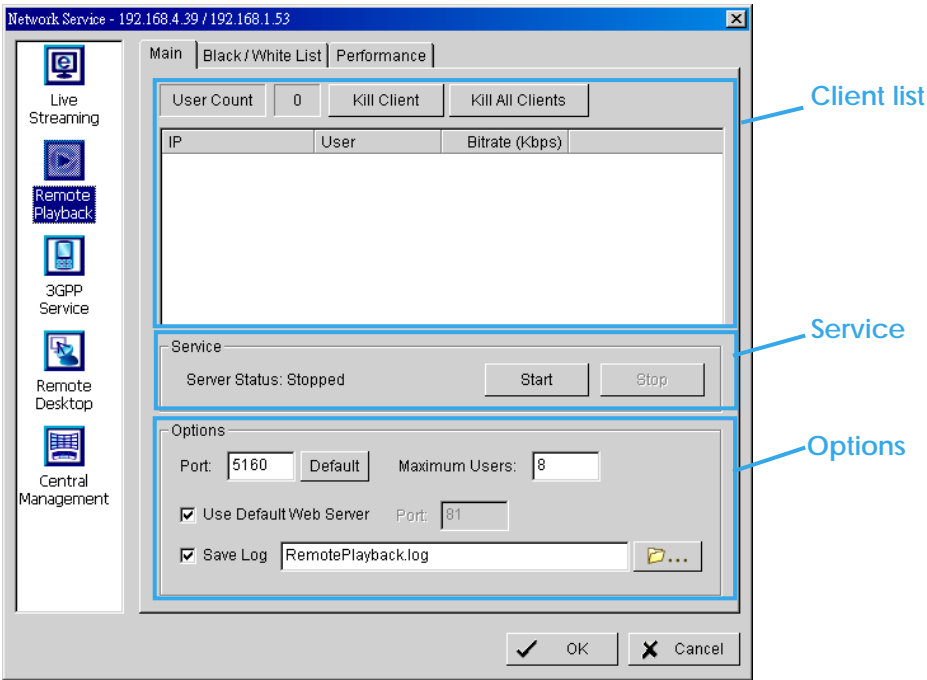 Network Service - 192.168.4.39 / 192.168.1.53
Live
Streaming
Remote
Playback
3GPP
Service
Remote
Desktop
Central
Management
Main
Black / White List
Performance
User Count
0
Kill Client
Kill All Clients
IP
User
Bitrate (Kbps)
Service
Server Status: Stopped
Start
Stop
Options
Port:
5160
Default
Maximum Users:
8
Use Default Web Server
Port:
81
Save Log
RemotePlayback.log
...
OK
Cancel
Client list
Service
Options